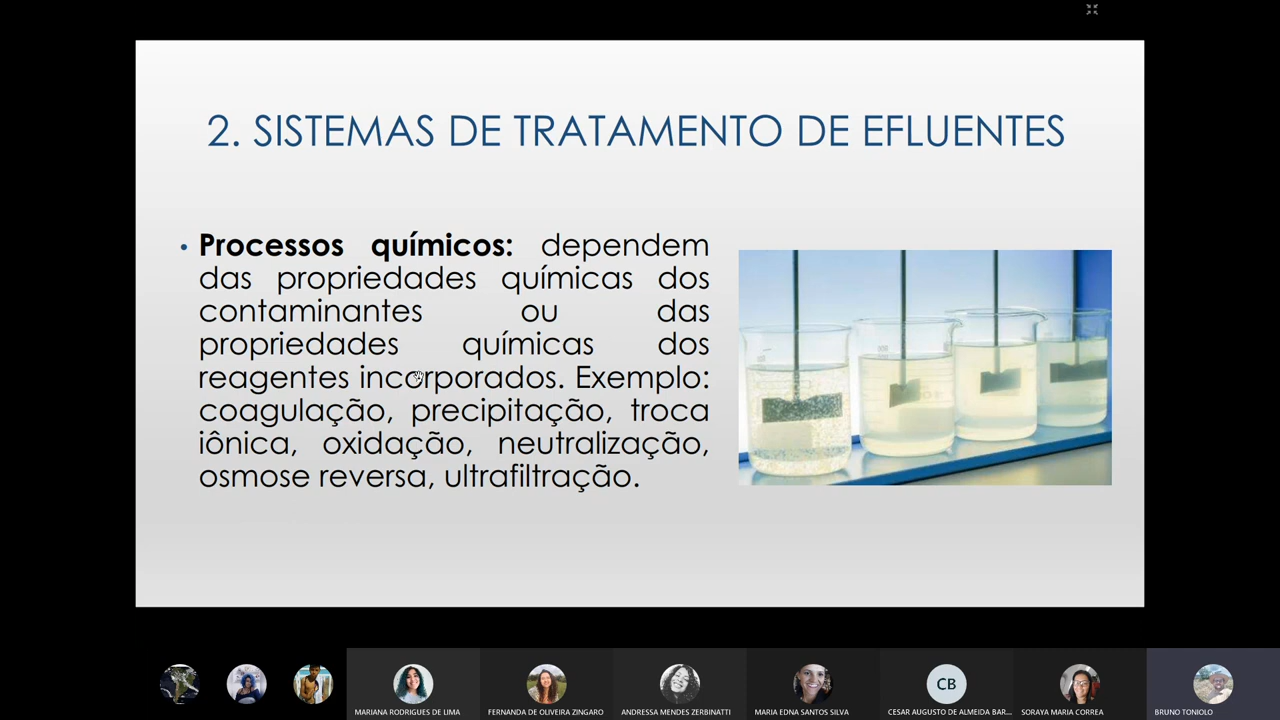 2. SISTEMAS DE TRATAMENTO DE EFLUENTES
• Processos químicos: dependem
das propriedades químicas dos
contaminantes ou das
propriedades químicas dos
reagentes incorporados. Exemplo:
coagulação, precipitação, troca
iônica, oxidação, neutralização,
osmose reversa, ultrafiltração.
CB
MARIANA RODRIGUES DE LIMA
FERNANDA DE OLIVEIRA ZINGARO
ANDRESSA MENDES ZERBINATTI
MARIA EDNA SANTOS SILVA
CESAR AUGUSTO DE ALMEIDA BAR...
SORAYA MARIA CORREA
BRUNO TONIOLO